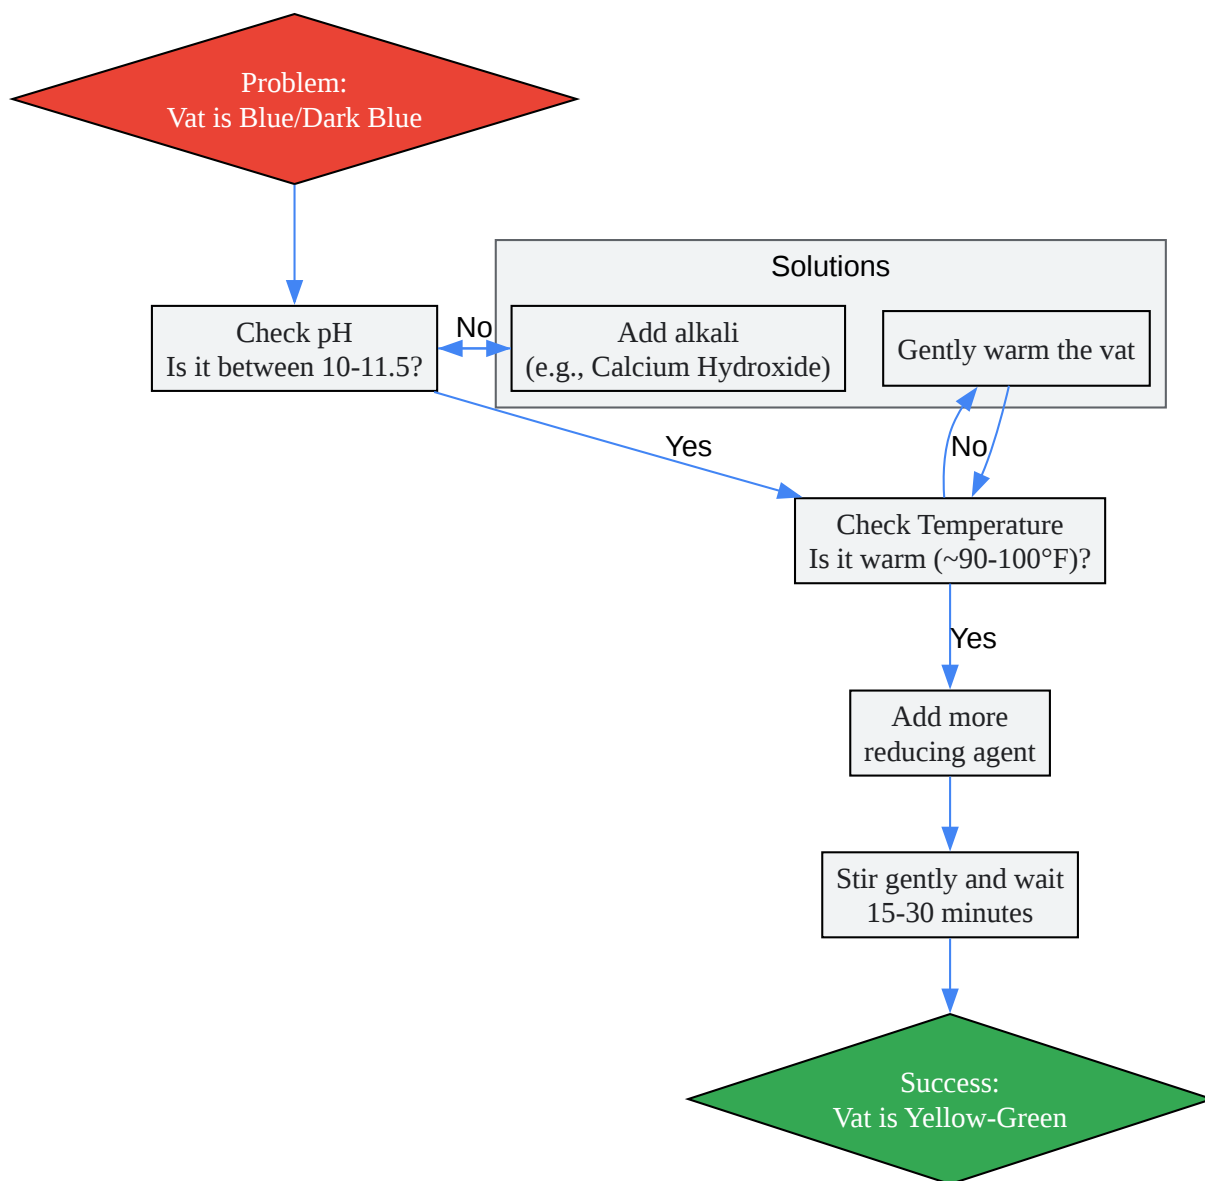 Problem:
Vat is Blue/Dark Blue
Solutions
Check pH
Is it between 10-11.5?
No
Add alkali
(e.g., Calcium Hydroxide)
Gently warm the vat
Yes
No
Check Temperature
Is it warm (~90-100°F)?
Yes
Add more
reducing agent
Stir gently and wait
15-30 minutes
Success:
Vat is Yellow-Green